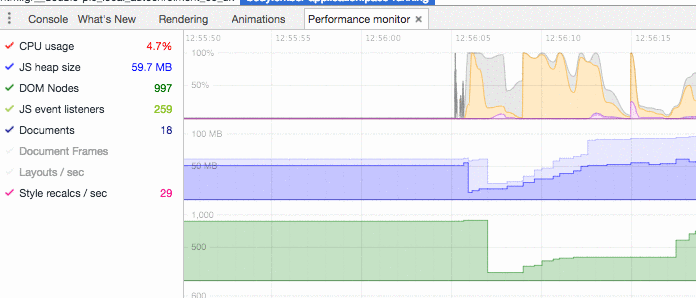 Console What's New Rendering Animations Performance monitor ×
CPU usage 4.7%
JS heap size 59.7 MB
DOM Nodes 997
JS event listeners 259
Documents 18
Document Frames
Layouts / sec
Style recalcs / sec 29
12:55:50 12:55:55 12:56:00 12:56:05 12:56:10 12:56:15
100%
50%
100 MB
50 MB
1,000
500
600